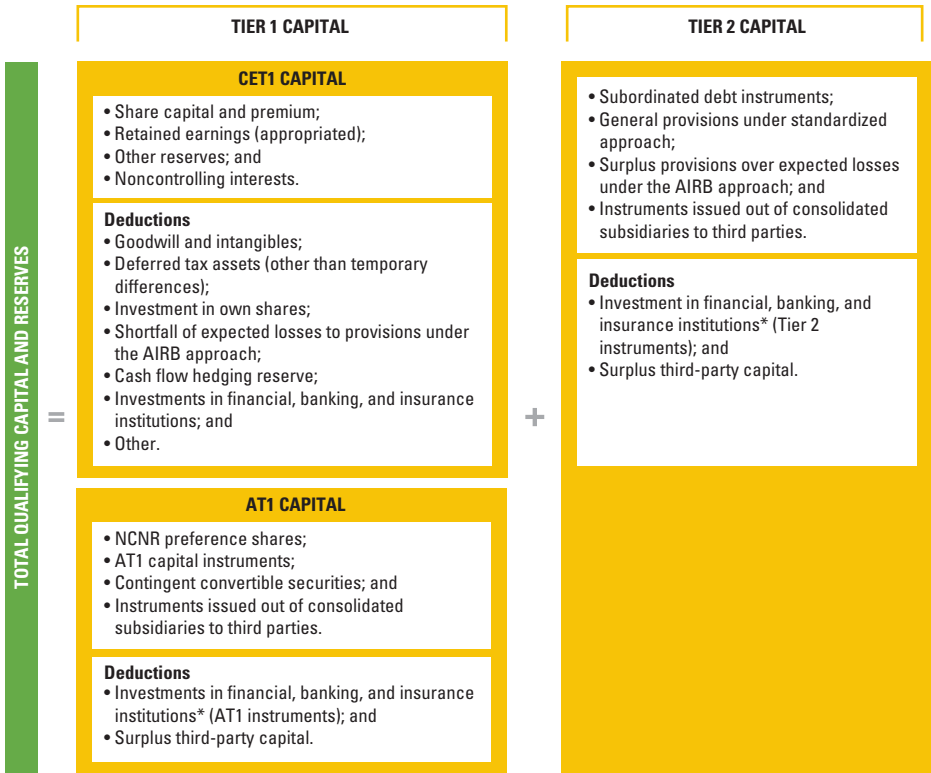 TIER 1 CAPITAL
TIER 2 CAPITAL
TOTAL QUALIFYING CAPITAL AND RESERVES
=
CET1 CAPITAL
• Share capital and premium;
• Retained earnings (appropriated);
• Other reserves; and
• Noncontrolling interests.
Deductions
• Goodwill and intangibles;
• Deferred tax assets (other than temporary
differences);
• Investment in own shares;
• Shortfall of expected losses to provisions under
the AIRB approach;
• Cash flow hedging reserve;
• Investments in financial, banking, and insurance
institutions; and
• Other.
AT1 CAPITAL
• NCNR preference shares;
• AT1 capital instruments;
• Contingent convertible securities; and
• Instruments issued out of consolidated
subsidiaries to third parties.
Deductions
• Investments in financial, banking, and insurance
institutions* (AT1 instruments); and
• Surplus third-party capital.
+
• Subordinated debt instruments;
• General provisions under standardized
approach;
• Surplus provisions over expected losses
under the AIRB approach; and
• Instruments issued out of consolidated
subsidiaries to third parties.
Deductions
• Investment in financial, banking, and
insurance institutions* (Tier 2
instruments); and
• Surplus third-party capital.